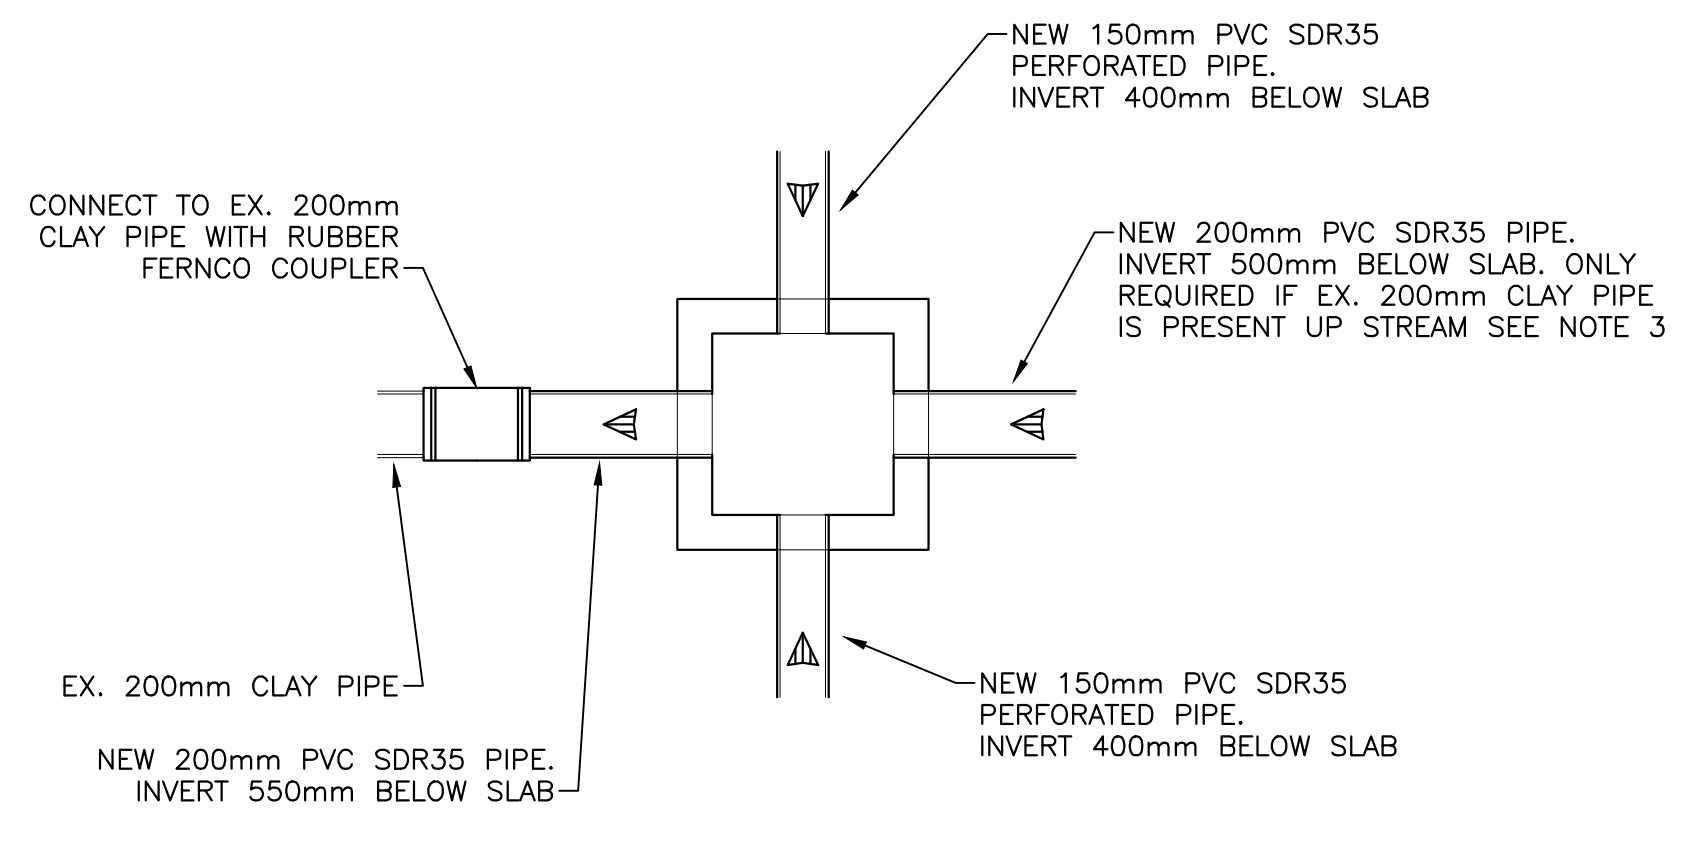 NEW 150mm PVC SDR35
PERFORATED PIPE.
INVERT 400mm BELOW SLAB
CONNECT TO EX. 200mm
CLAY PIPE WITH RUBBER
FERNCO COUPLER
NEW 200mm PVC SDR35 PIPE.
INVERT 500mm BELOW SLAB. ONLY
REQUIRED IF EX. 200mm CLAY PIPE
IS PRESENT UP STREAM SEE NOTE 3
EX. 200mm CLAY PIPE
NEW 200mm PVC SDR35 PIPE.
INVERT 550mm BELOW SLAB
NEW 150mm PVC SDR35
PERFORATED PIPE.
INVERT 400mm BELOW SLAB